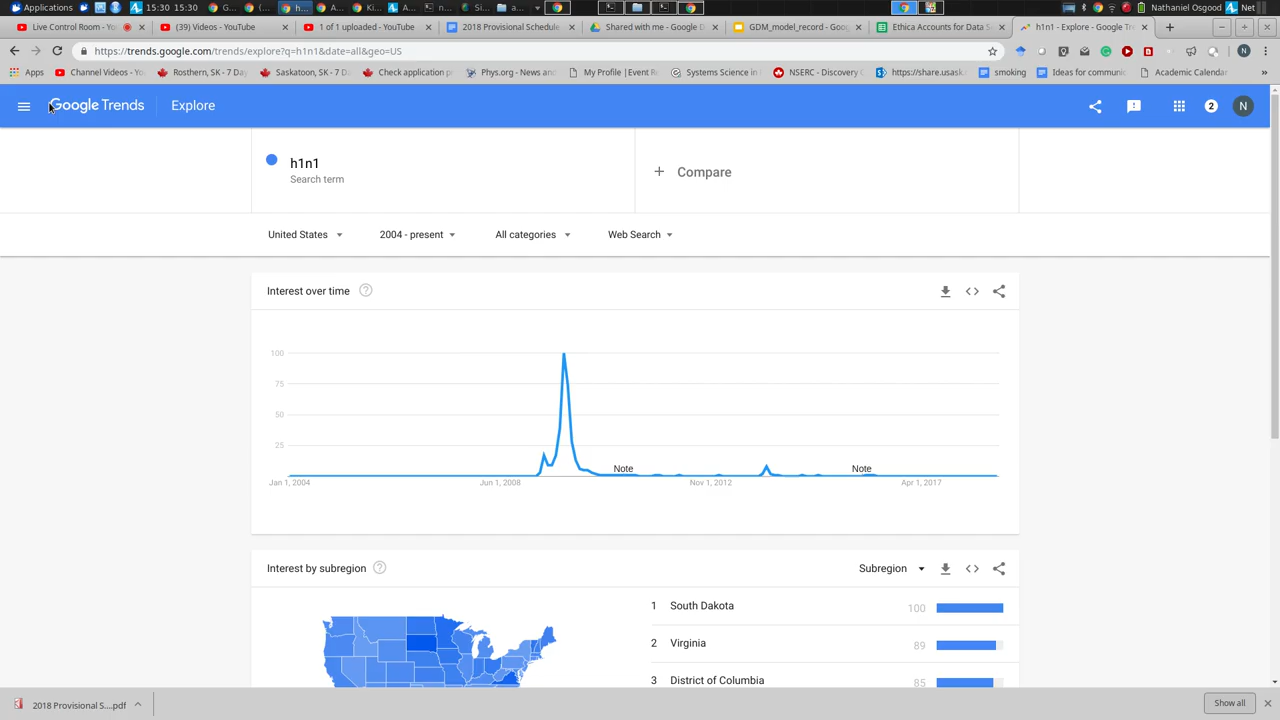 Applications 15:30 15:30 G... (... h... A... Ki... A... n... Si... a... Nathaniel Osgood Net
Live Control Room - Yo (39) Videos - YouTube 1 of 1 uploaded - YouTube 2018 Provisional Schedule Shared with me - Google D GDM_model_record - Goog Ethica Accounts for Data S h1n1 - Explore - Google Tre
https://trends.google.com/trends/explore?q=h1n1&date=all&geo=US
Apps Channel Videos - Yo Rosthern, SK - 7 Day Saskatoon, SK - 7 D Check application p Phys.org - News an My Profile |Event R Systems Science in NSERC - Discovery https://share.usask. smoking Ideas for communi Academic Calendar
Google Trends Explore 2 N
h1n1
Search term
+ Compare
United States 2004 - present All categories Web Search
Interest over time
100
75
50
25
Note Note
Jan 1, 2004 Jun 1, 2008 Nov 1, 2012 Apr 1, 2017
Interest by subregion Subregion
1 South Dakota 100
2 Virginia 89
3 District of Columbia 85
2018 Provisional S....pdf Show all